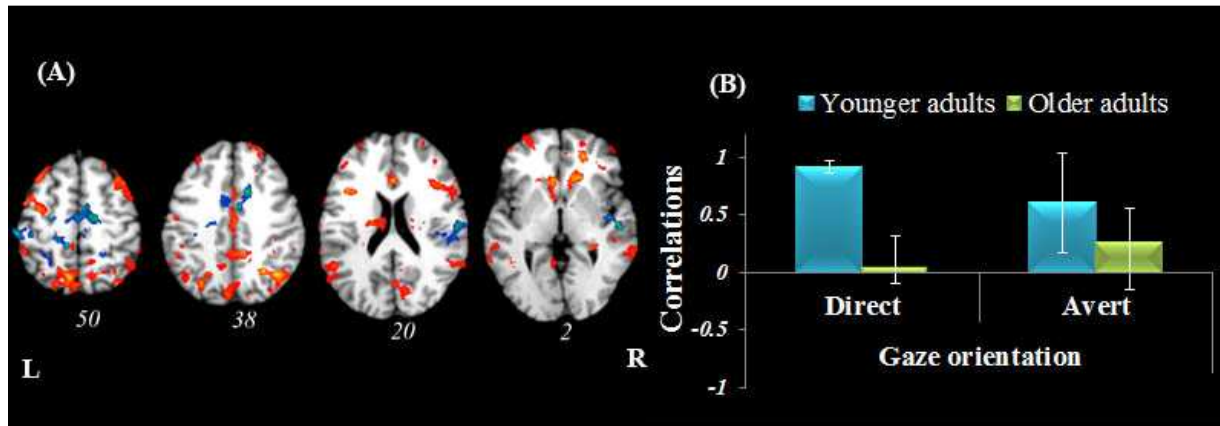 (A)
50 38 20 2
L R
(B)
Younger adults Older adults
Correlations
1
0.5
0
-0.5
-1
Direct Avert
Gaze orientation